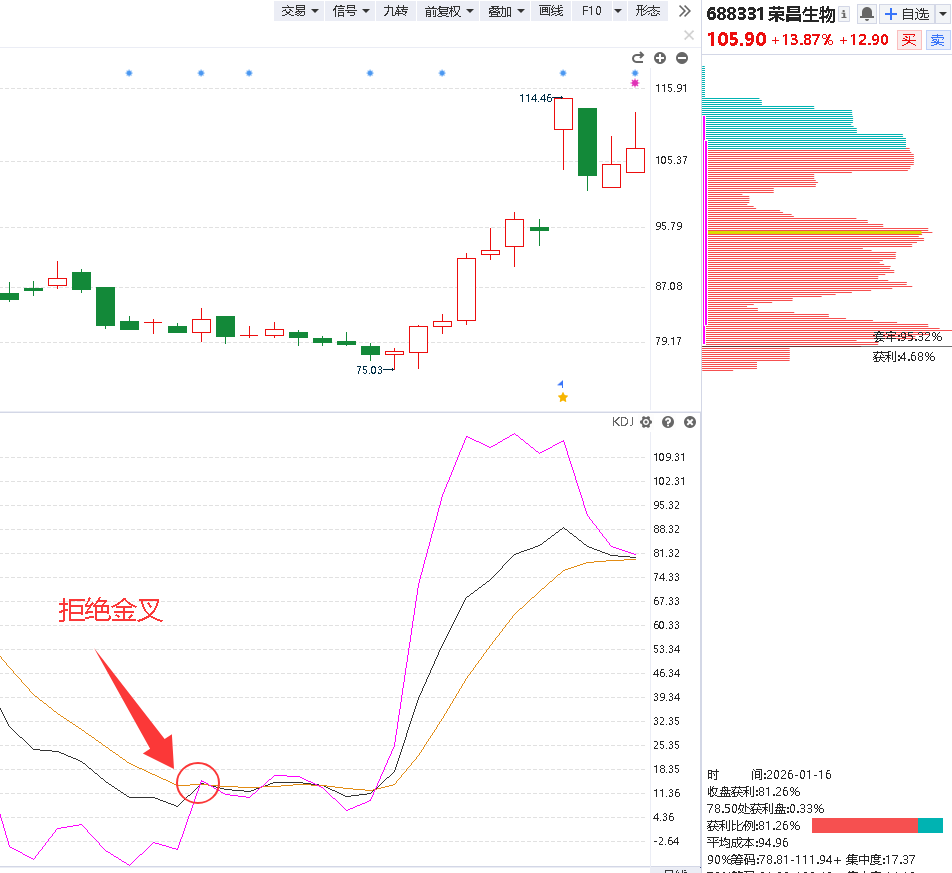 交易 信号 九转 前复权 叠加 画线 F10 形态
688331 荣昌生物 自选
105.90 +13.87% +12.90 买 卖
114.46
115.91
105.37
95.79
87.08
79.17
75.03
套牢:95.32%
获利:4.68%
KDJ
109.31
102.31
95.32
88.32
81.32
74.33
67.33
60.33
53.34
46.34
39.34
32.35
25.35
18.35
11.36
4.36
-2.64
拒绝金叉
时 间:2026-01-16
收盘获利:81.26%
78.50处获利盘:0.33%
获利比例:81.26%
平均成本:94.96
90%筹码:78.81-111.94+ 集中度:17.37